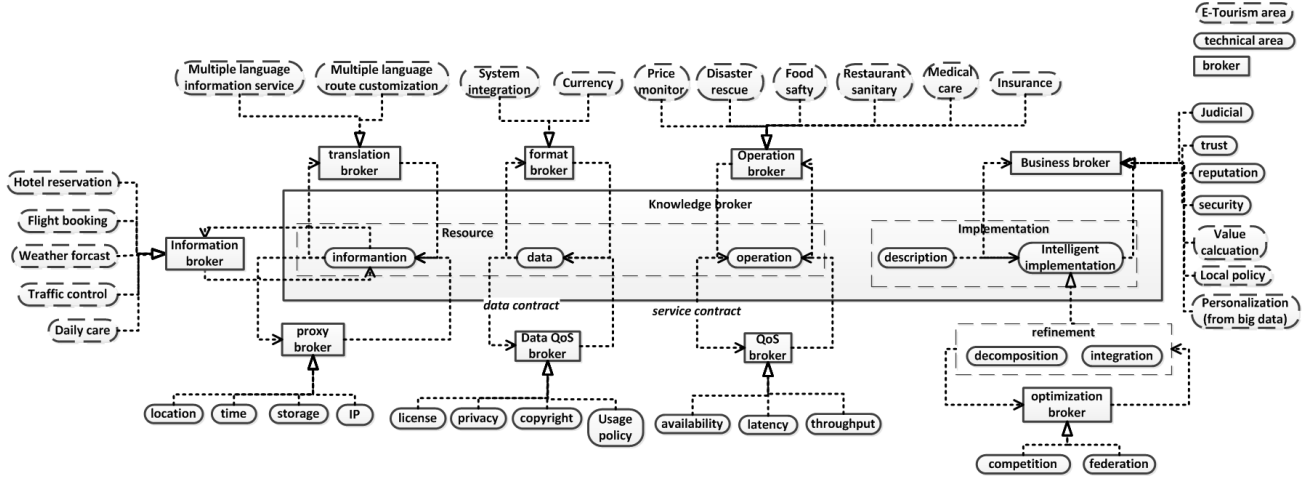 E-Tourism area
technical area
broker
Multiple language
information service
Multiple language
route customization
System
integration
Currency
Price
monitor
Disaster
rescue
Food
safty
Restaurant
sanitary
Medical
care
Insurance
translation
broker
format
broker
Operation
broker
Business broker
Judicial
trust
reputation
security
Value
calcuation
Local policy
Personalization
(from big data)
Hotel reservation
Flight booking
Weather forcast
Traffic control
Daily care
Information
broker
Knowledge broker
Resource
Implementation
informantion
data
operation
description
Intelligent
implementation
data contract
service contract
proxy
broker
Data QoS
broker
QoS
broker
refinement
decomposition
integration
optimization
broker
location
time
storage
IP
license
privacy
copyright
Usage
policy
availability
latency
throughput
competition
federation